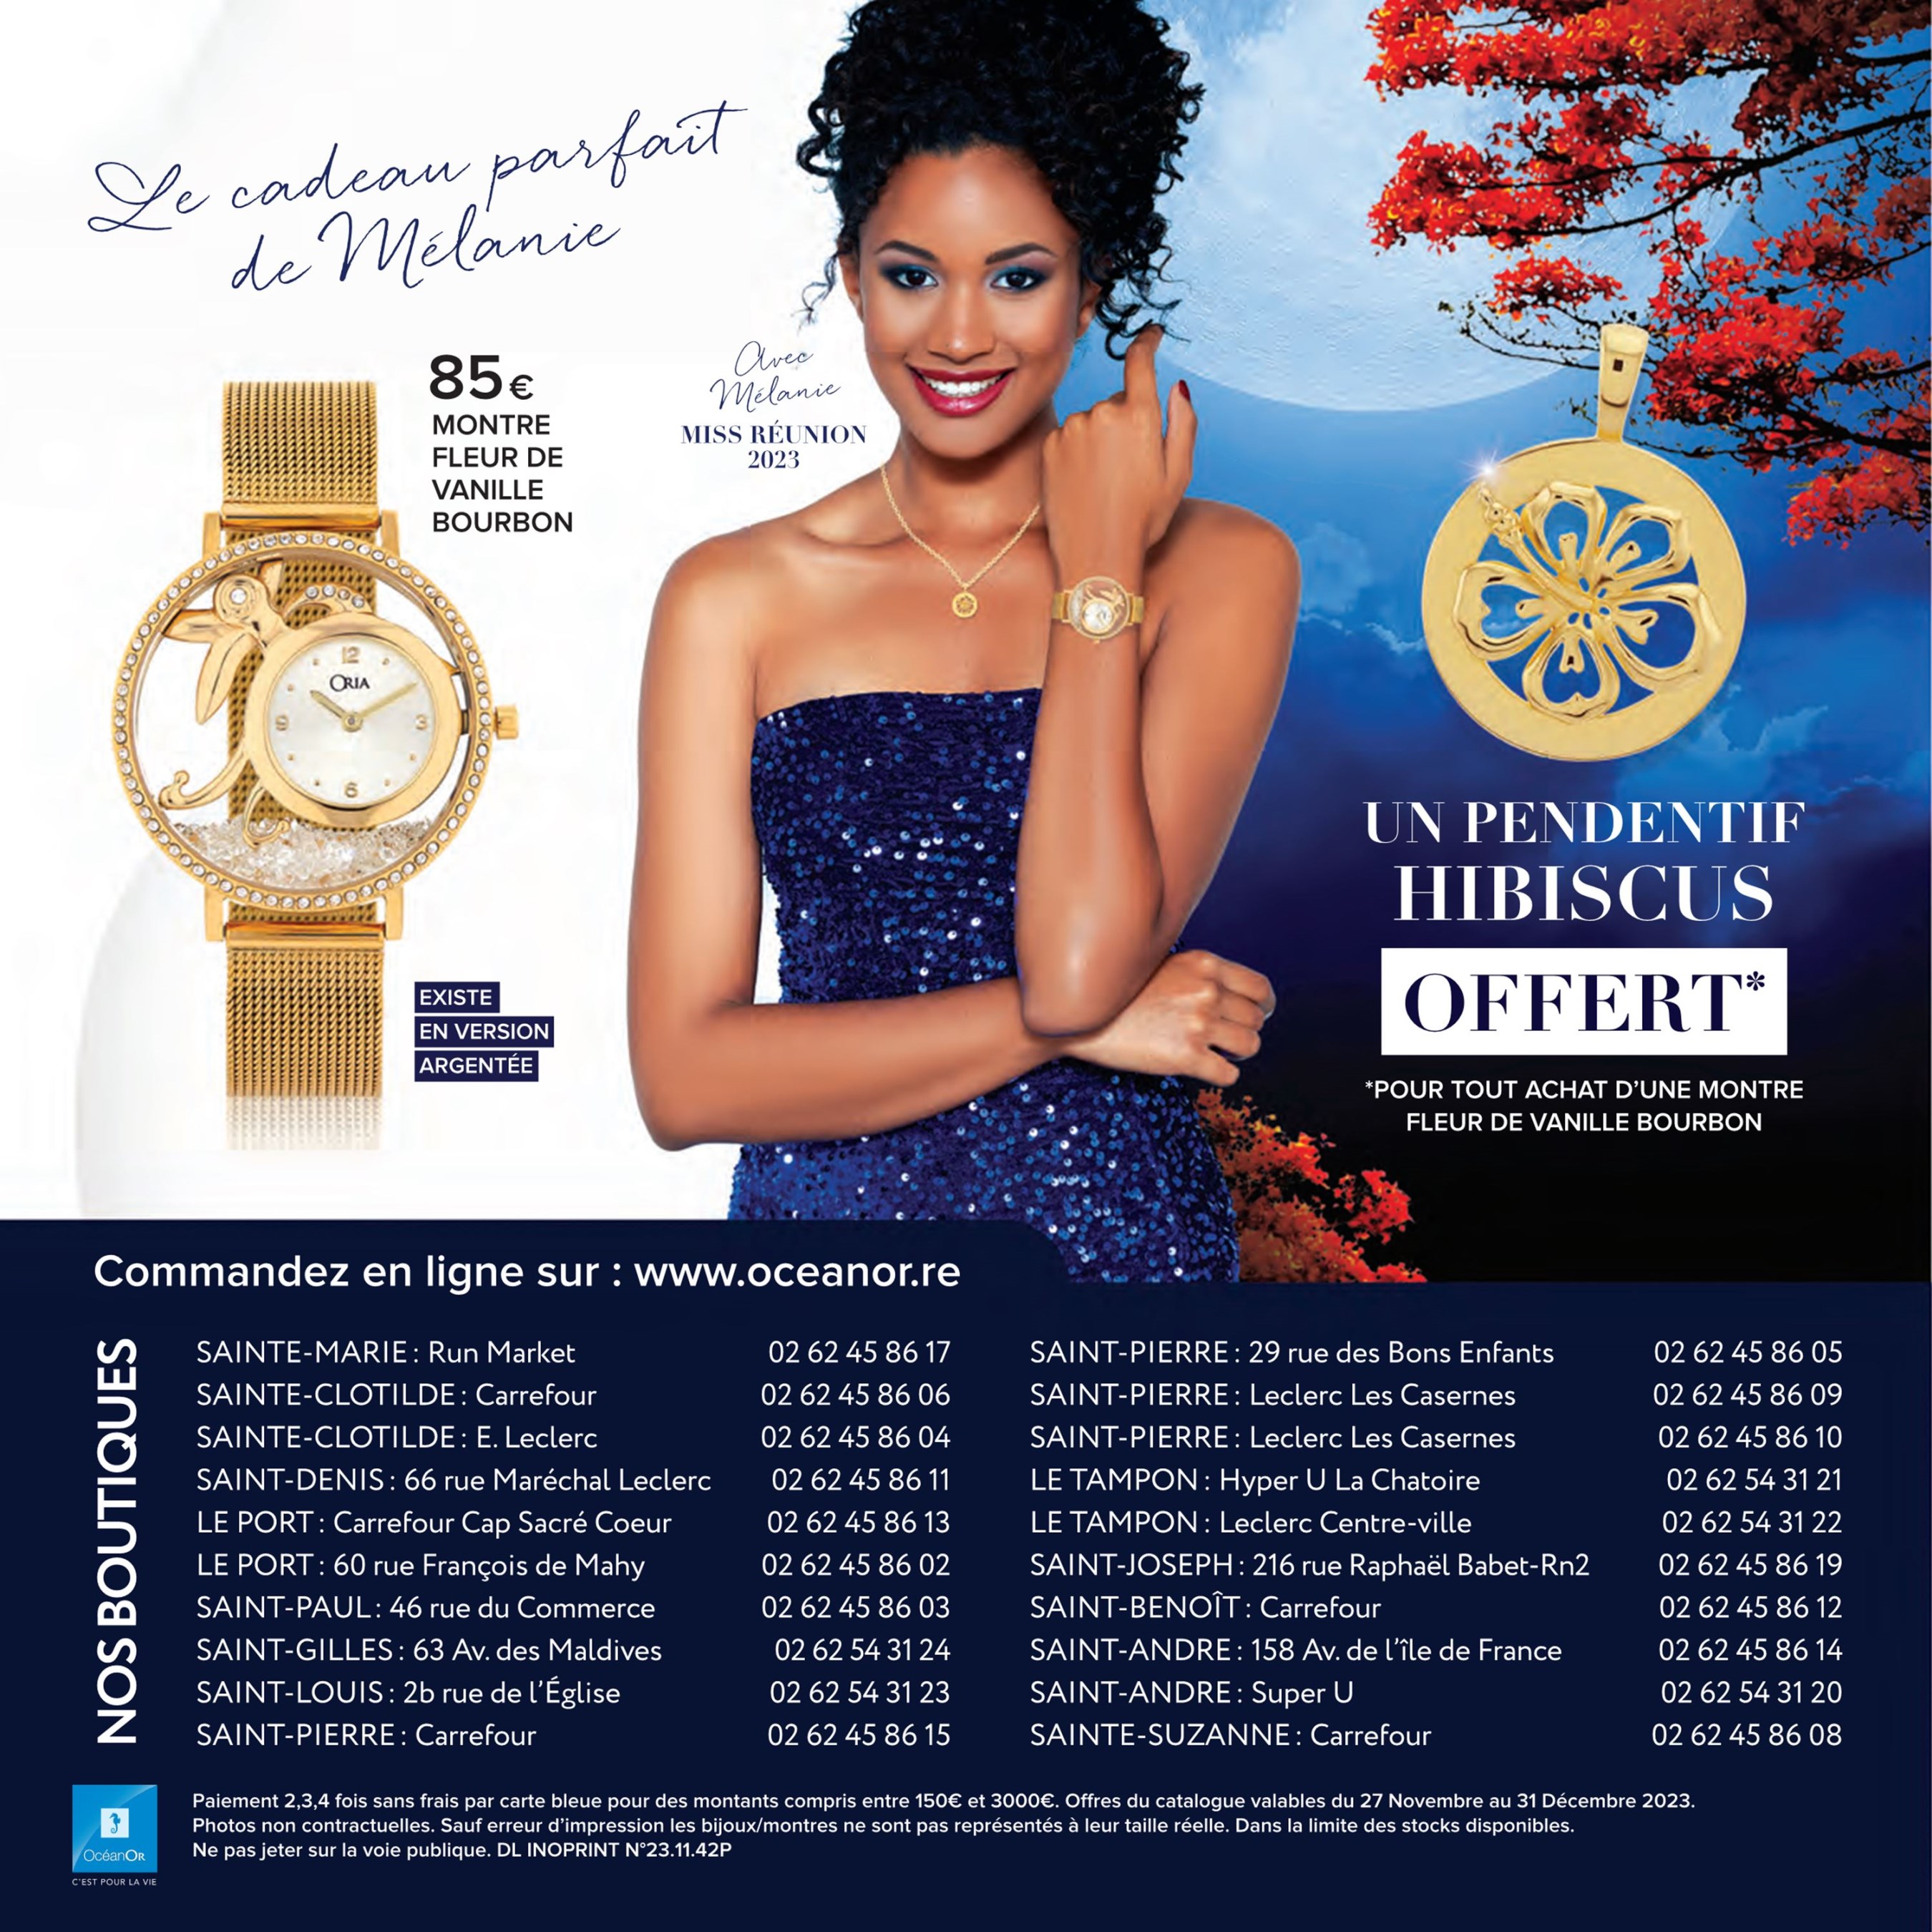 Le cadeau parfait
de Mélanie
85€
MONTRE
FLEUR DE
VANILLE
BOURBON
Avec
Mélanie
MISS RÉUNION
2023
12
ORIA
9
3
6
EXISTE
EN VERSION
ARGENTÉE
UN PENDENTIF
HIBISCUS
OFFERT*
*POUR TOUT ACHAT D’UNE MONTRE
FLEUR DE VANILLE BOURBON
Commandez en ligne sur : www.oceanor.re
NOS BOUTIQUES
SAINTE-MARIE : Run Market 02 62 45 86 17
SAINTE-CLOTILDE : Carrefour 02 62 45 86 06
SAINTE-CLOTILDE : E. Leclerc 02 62 45 86 04
SAINT-DENIS : 66 rue Maréchal Leclerc 02 62 45 86 11
LE PORT : Carrefour Cap Sacré Coeur 02 62 45 86 13
LE PORT : 60 rue François de Mahy 02 62 45 86 02
SAINT-PAUL : 46 rue du Commerce 02 62 45 86 03
SAINT-GILLES : 63 Av. des Maldives 02 62 54 31 24
SAINT-LOUIS : 2b rue de l’Église 02 62 54 31 23
SAINT-PIERRE : Carrefour 02 62 45 86 15
SAINT-PIERRE : 29 rue des Bons Enfants 02 62 45 86 05
SAINT-PIERRE : Leclerc Les Casernes 02 62 45 86 09
SAINT-PIERRE : Leclerc Les Casernes 02 62 45 86 10
LE TAMPON : Hyper U La Chatoire 02 62 54 31 21
LE TAMPON : Leclerc Centre-ville 02 62 54 31 22
SAINT-JOSEPH : 216 rue Raphaël Babet-Rn2 02 62 45 86 19
SAINT-BENOÎT : Carrefour 02 62 45 86 12
SAINT-ANDRE : 158 Av. de l’île de France 02 62 45 86 14
SAINT-ANDRE : Super U 02 62 54 31 20
SAINTE-SUZANNE : Carrefour 02 62 45 86 08
OcéanOr
C'EST POUR LA VIE
Paiement 2,3,4 fois sans frais par carte bleue pour des montants compris entre 150€ et 3000€. Offres du catalogue valables du 27 Novembre au 31 Décembre 2023.
Photos non contractuelles. Sauf erreur d’impression les bijoux/montres ne sont pas représentés à leur taille réelle. Dans la limite des stocks disponibles.
Ne pas jeter sur la voie publique. DL INOPRINT N°23.11.42P